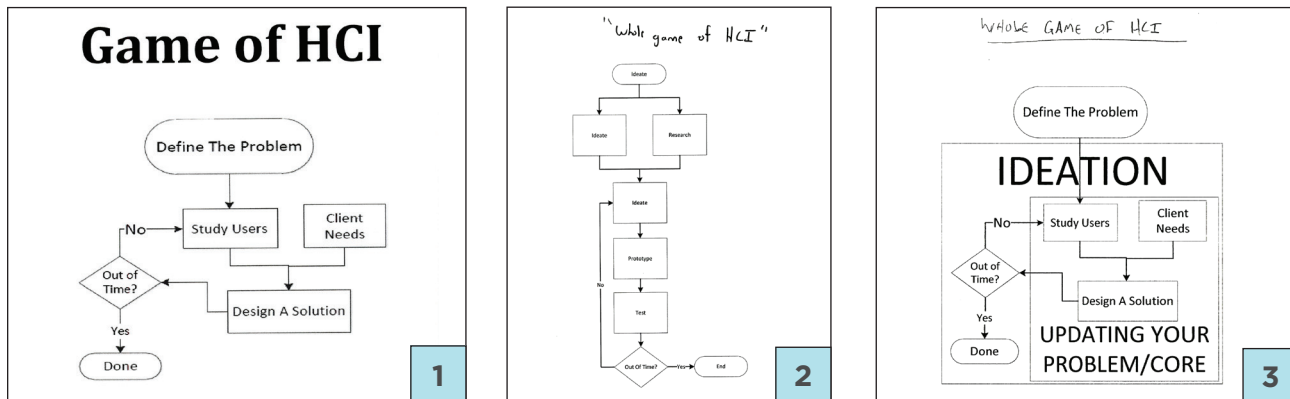 Game of HCI
Define The Problem
Study Users
Client
Needs
No
Out of
Time?
Design A Solution
Yes
Done
1
"Whole game of HCI"
Ideate
Ideate
Research
Ideate
Prototype
No
Test
Out Of Time?
Yes
End
2
WHOLE GAME OF HCI
Define The Problem
IDEATION
No
Study Users
Client
Needs
Out of
Time?
Design A Solution
Yes
Done
UPDATING YOUR
PROBLEM/CORE
3